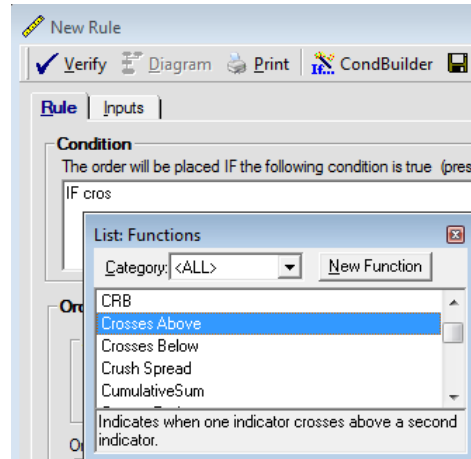 New Rule
Verify Diagram Print If... CondBuilder
Rule Inputs
Condition
The order will be placed IF the following condition is true (pres
IF cros
List: Functions
Category: <ALL> New Function
CRB
Crosses Above
Crosses Below
Crush Spread
CumulativeSum
Indicates when one indicator crosses above a second
indicator.